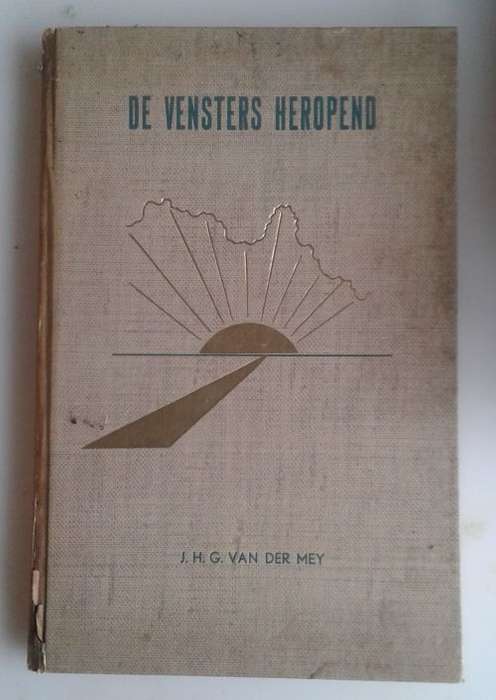 DE VENSTERS HEROPEND
J. H. G. VAN DER MEY